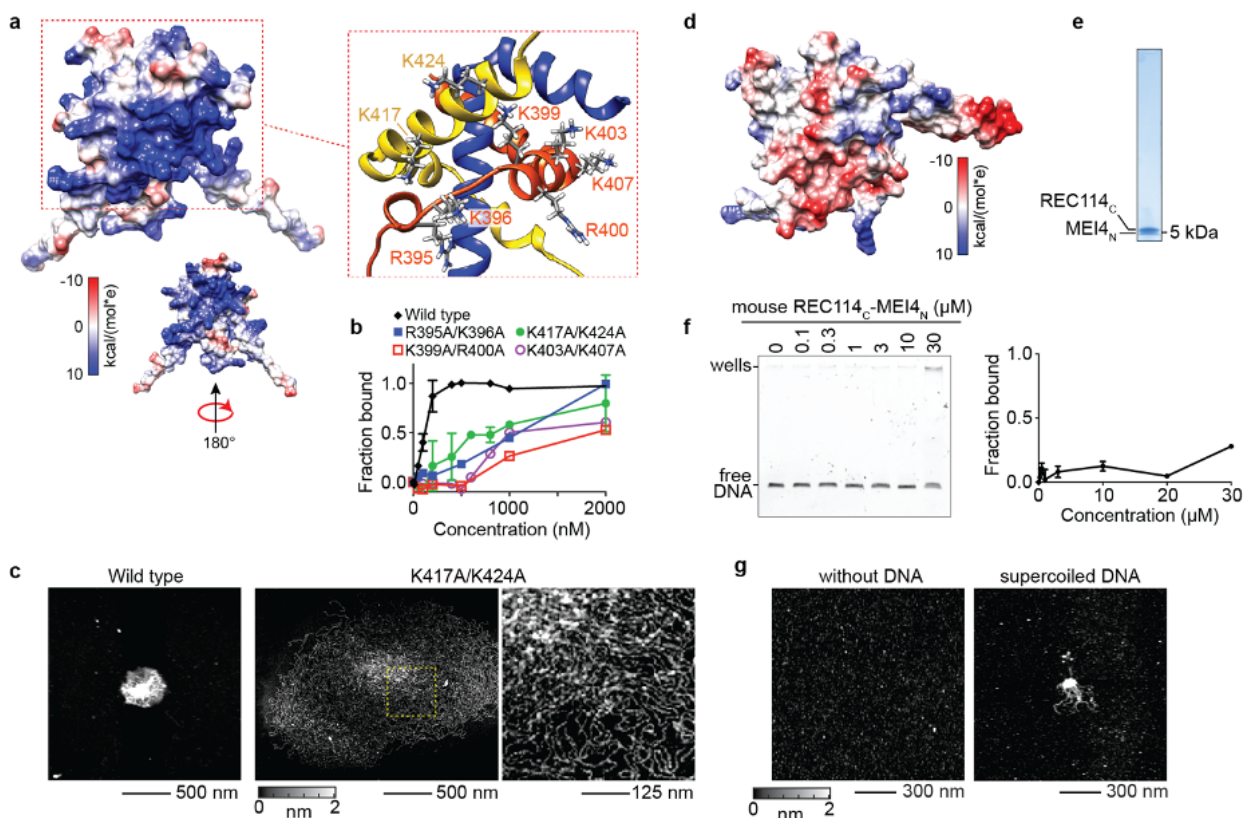 a
K424
K417
K399
K403
K407
K396
R400
R395
-10
0
10
kcal/(mol*e)
180°
b
Wild type
R395A/K396A
K417A/K424A
K399A/R400A
K403A/K407A
Fraction bound
1.0
0.5
0
0
1000
2000
Concentration (nM)
c
Wild type
K417A/K424A
500 nm
0
2
nm
500 nm
125 nm
d
-10
0
10
kcal/(mol*e)
e
REC114C
MEI4N
5 kDa
f
mouse REC114C-MEI4N (µM)
0
0.1
0.3
1
3
10
30
wells
free
DNA
Fraction bound
1.0
0.5
0
0
10
20
30
Concentration (µM)
g
without DNA
supercoiled DNA
0
2
nm
300 nm
300 nm